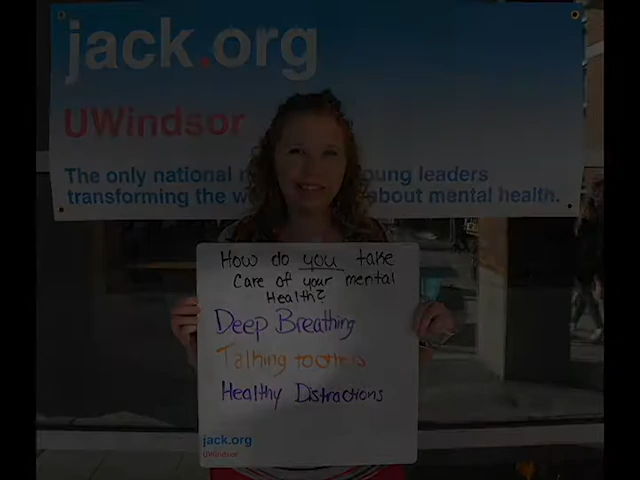 jack.org
UWindsor
The only national young leaders
transforming the about mental health.
How do you take
Care of your mental
Health?
Deep Breathing
Talking to others
Healthy Distractions
jack.org
UWindsor